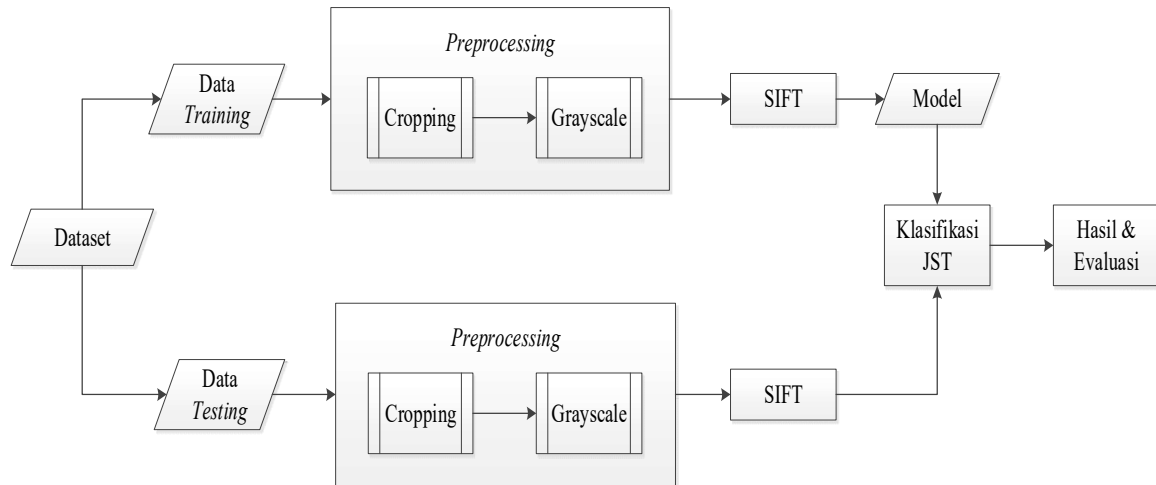 Preprocessing
Data
Training
Cropping
Grayscale
SIFT
Model
Dataset
Klasifikasi
JST
Hasil &
Evaluasi
Preprocessing
Data
Testing
Cropping
Grayscale
SIFT